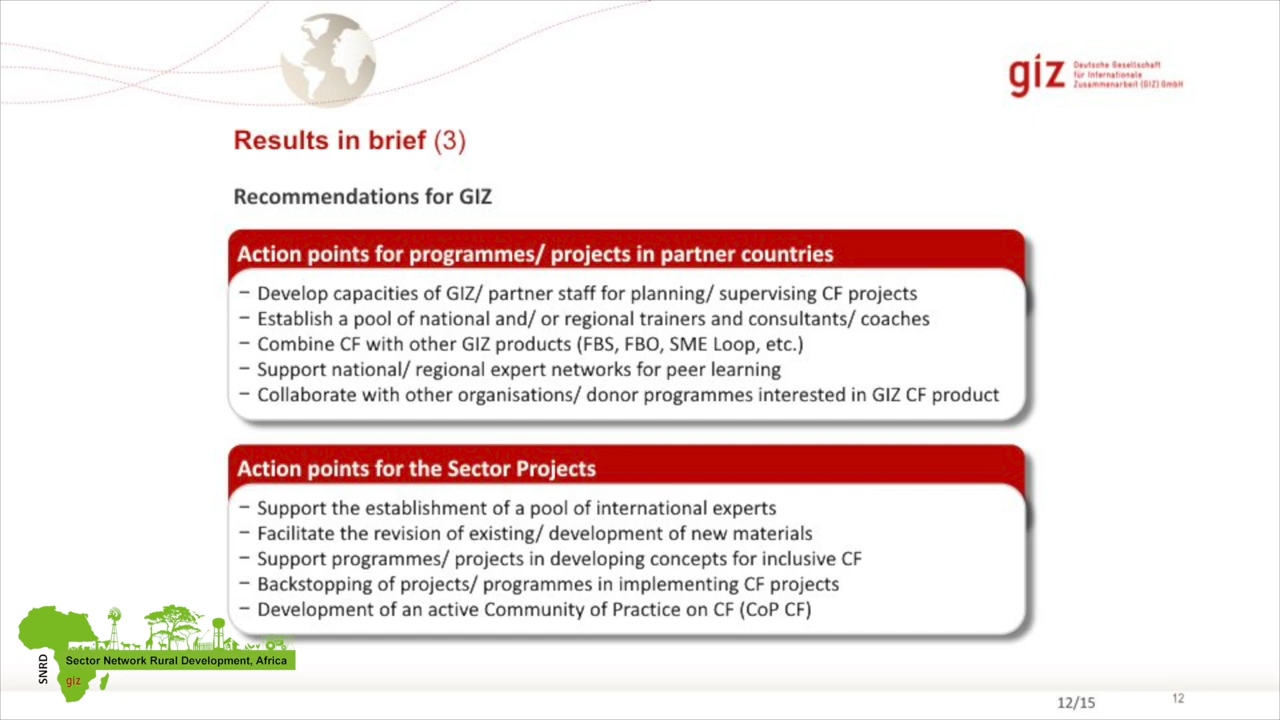 giz
Deutsche Gesellschaft
für Internationale
Zusammenarbeit (GIZ) GmbH
Results in brief (3)
Recommendations for GIZ
Action points for programmes/ projects in partner countries
− Develop capacities of GIZ/ partner staff for planning/ supervising CF projects
− Establish a pool of national and/ or regional trainers and consultants/ coaches
− Combine CF with other GIZ products (FBS, FBO, SME Loop, etc.)
− Support national/ regional expert networks for peer learning
− Collaborate with other organisations/ donor programmes interested in GIZ CF product
Action points for the Sector Projects
− Support the establishment of a pool of international experts
− Facilitate the revision of existing/ development of new materials
− Support programmes/ projects in developing concepts for inclusive CF
− Backstopping of projects/ programmes in implementing CF projects
− Development of an active Community of Practice on CF (CoP CF)
SNRD
Sector Network Rural Development, Africa
giz
12/15
12